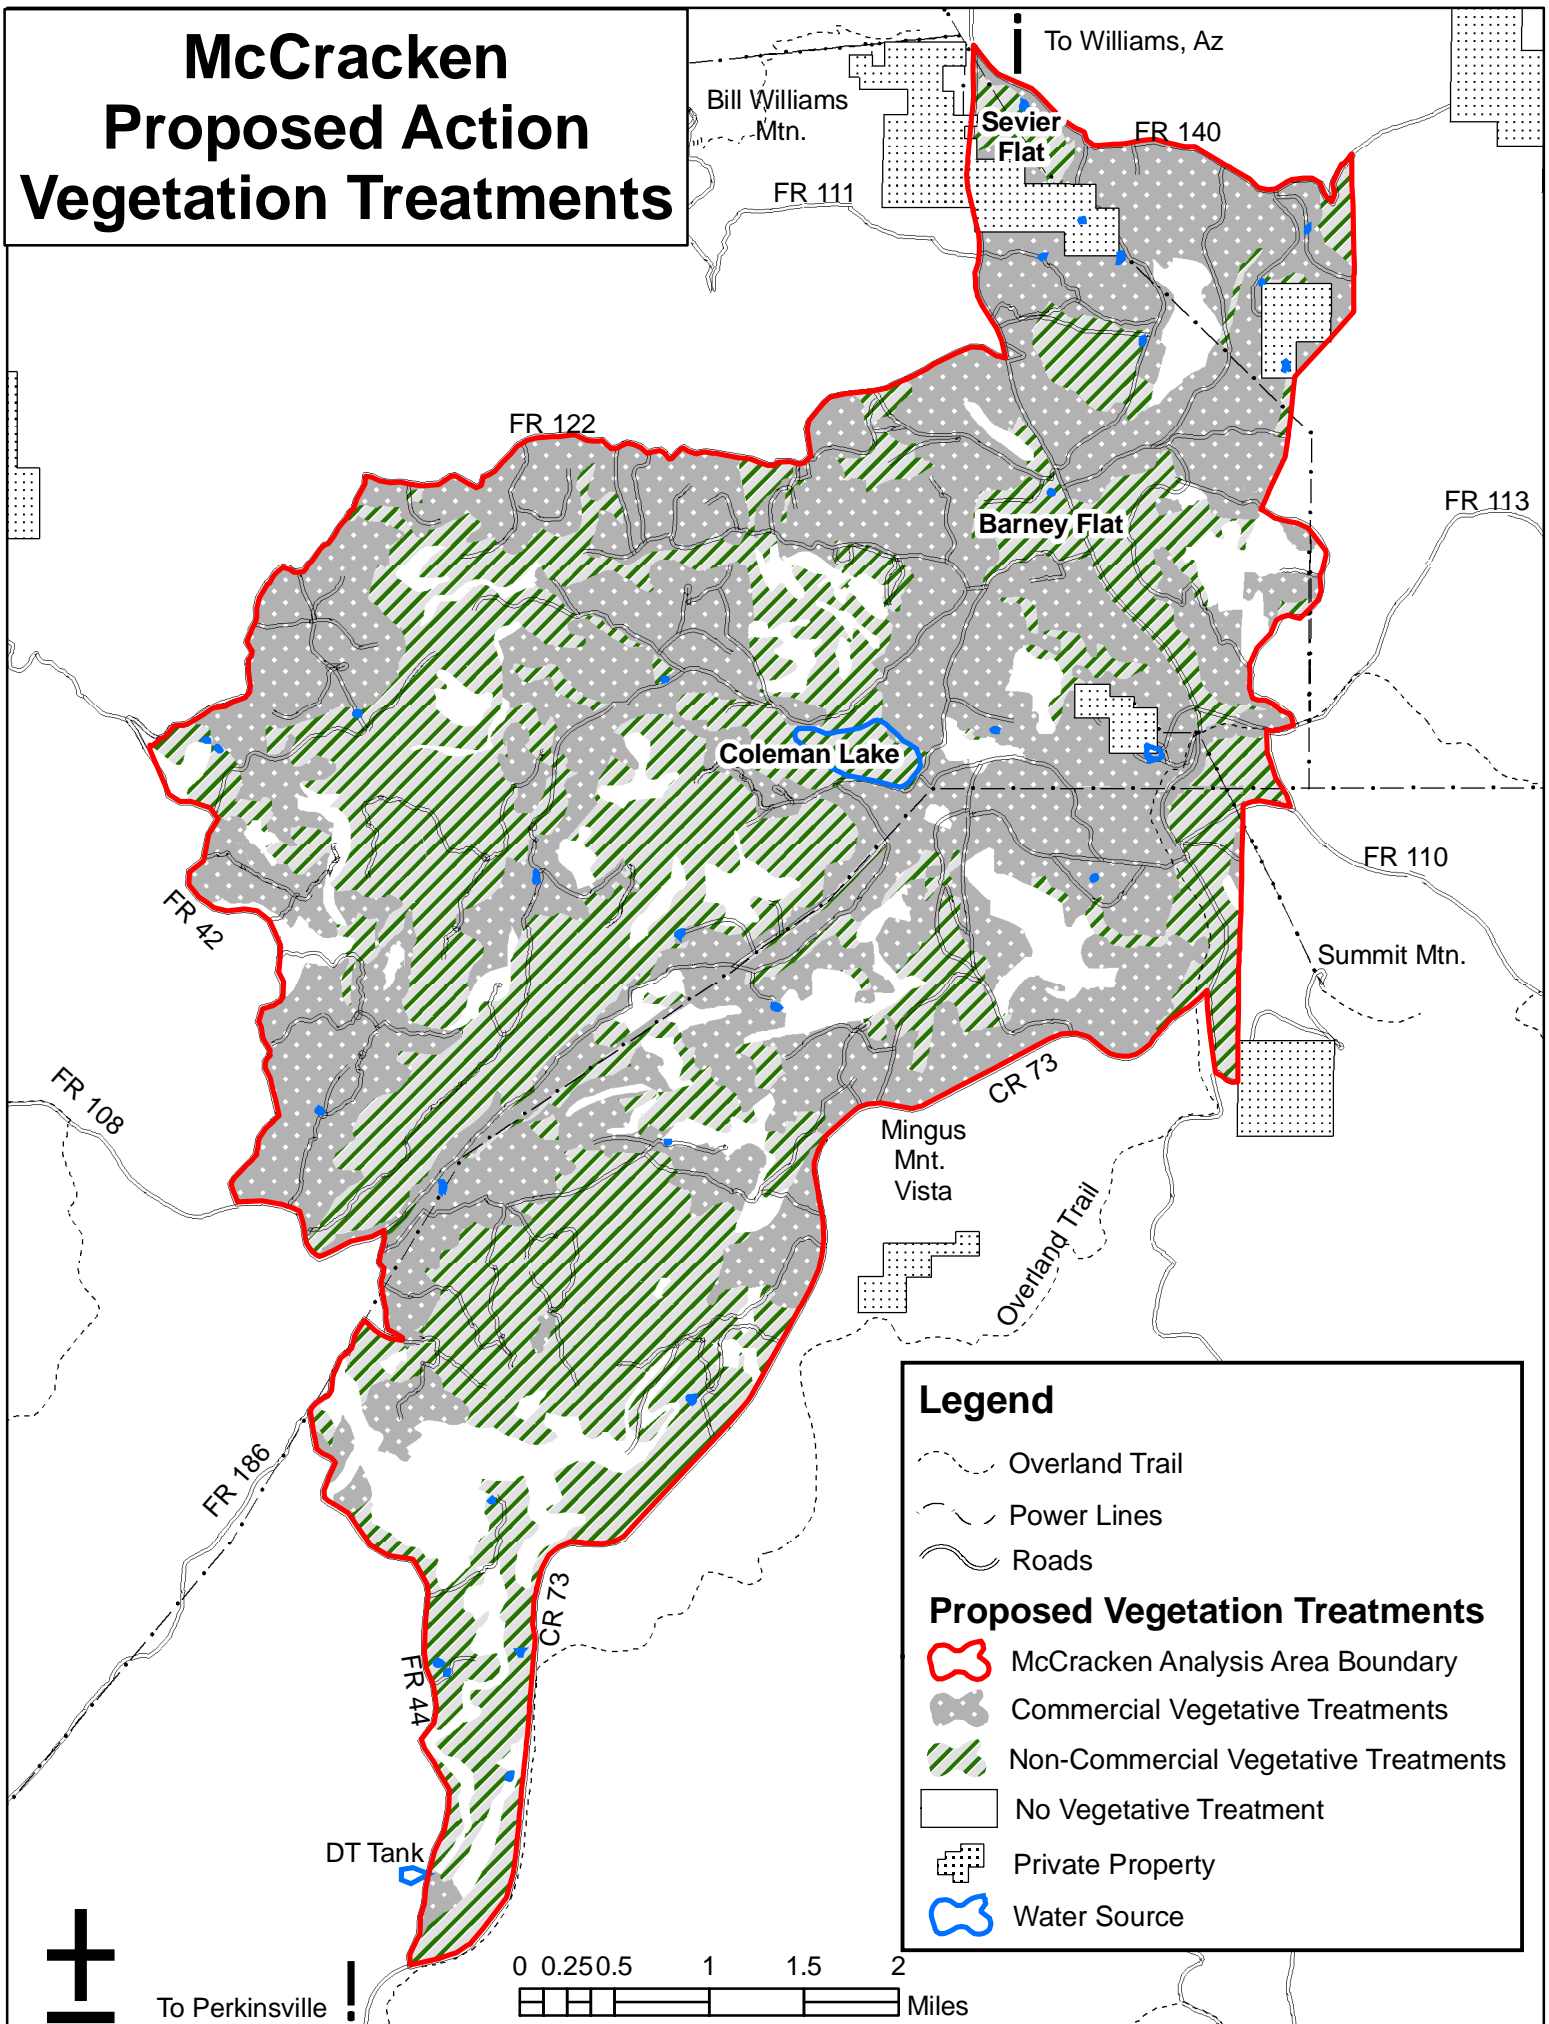 McCracken
Proposed Action
Vegetation Treatments
To Williams, Az
Bill Williams
Mtn.
Sevier
Flat
FR 140
FR 111
FR 122
FR 113
Barney Flat
Coleman Lake
FR 110
FR 42
Summit Mtn.
CR 73
FR 108
Mingus
Mnt.
Vista
Overland Trail
FR 186
CR 73
FR 44
DT Tank
To Perkinsville
0 0.25 0.5 1 1.5 2
Miles
Legend
Overland Trail
Power Lines
Roads
Proposed Vegetation Treatments
McCracken Analysis Area Boundary
Commercial Vegetative Treatments
Non-Commercial Vegetative Treatments
No Vegetative Treatment
Private Property
Water Source